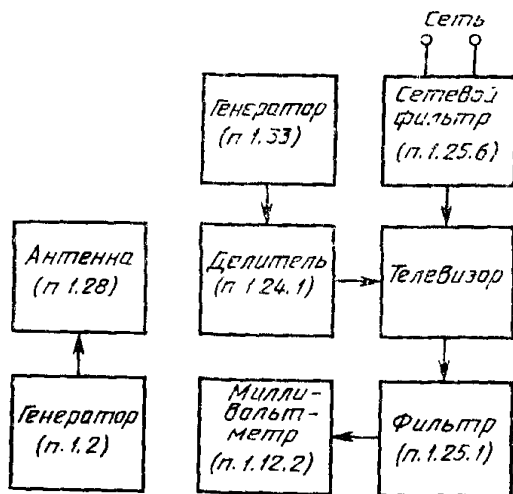 Сеть
Генератор
(п 1.33)
Сетевой
фильтр
(п.1.25.6)
Антенна
(п 1.28)
Делитель
(п 1.24.1)
Телевизор
Генератор
(п.1.2)
Милли-
вольт-
метр
(п.1.12.2)
Фильтр
(п.1.25.1)